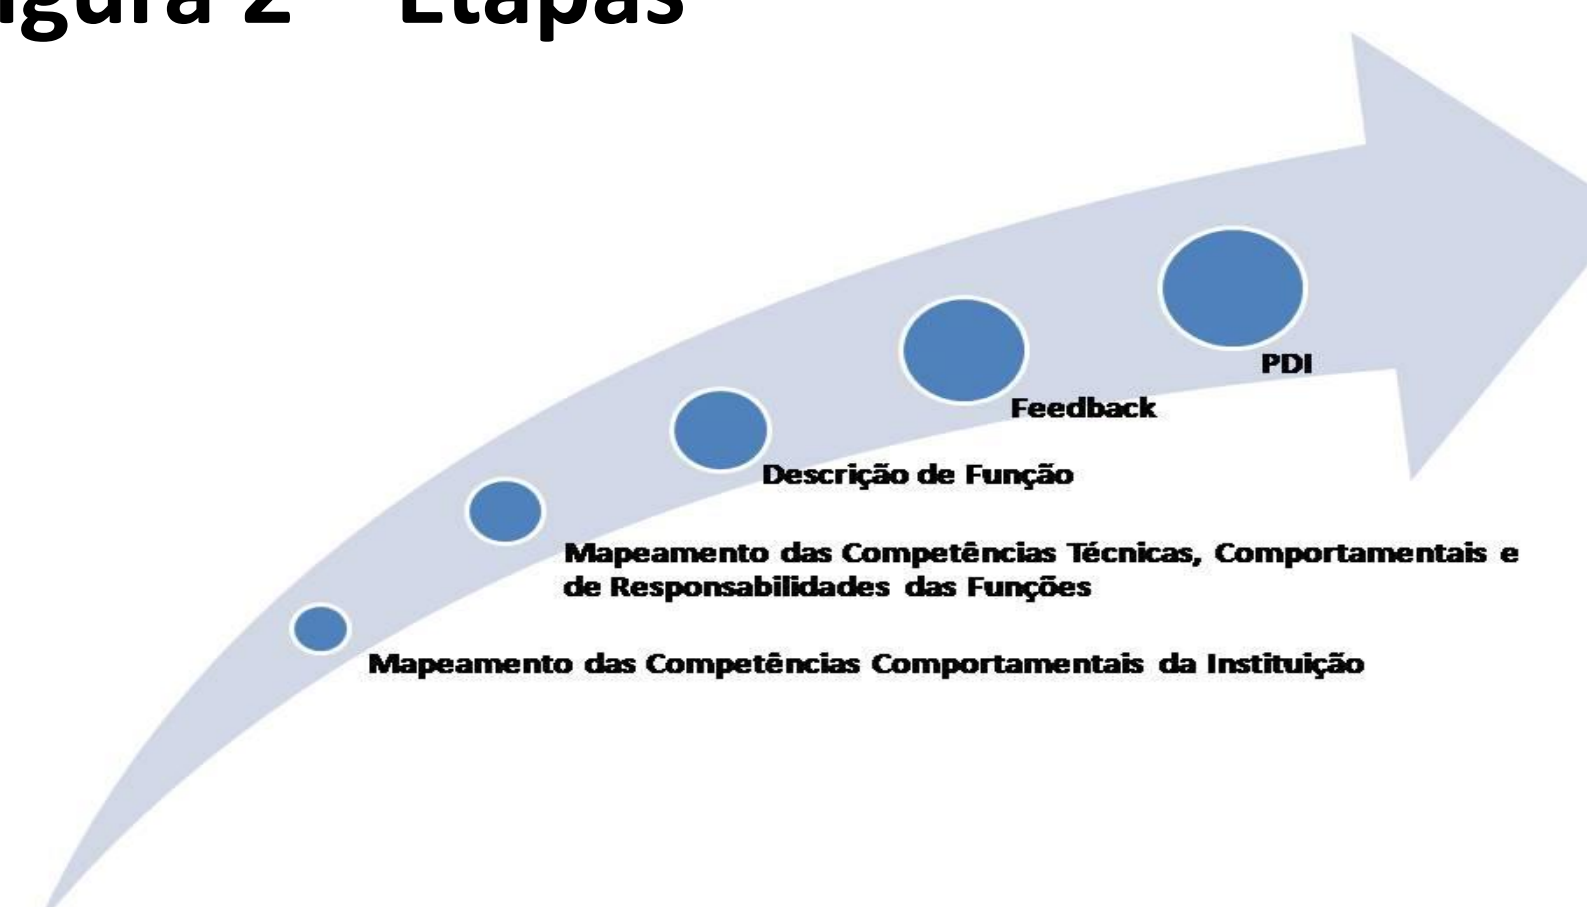 igura 2 – Etapas
PDI
Feedback
Descrição de Função
Mapeamento das Competências Técnicas, Comportamentais e
de Responsabilidades das Funções
Mapeamento das Competências Comportamentais da Instituição